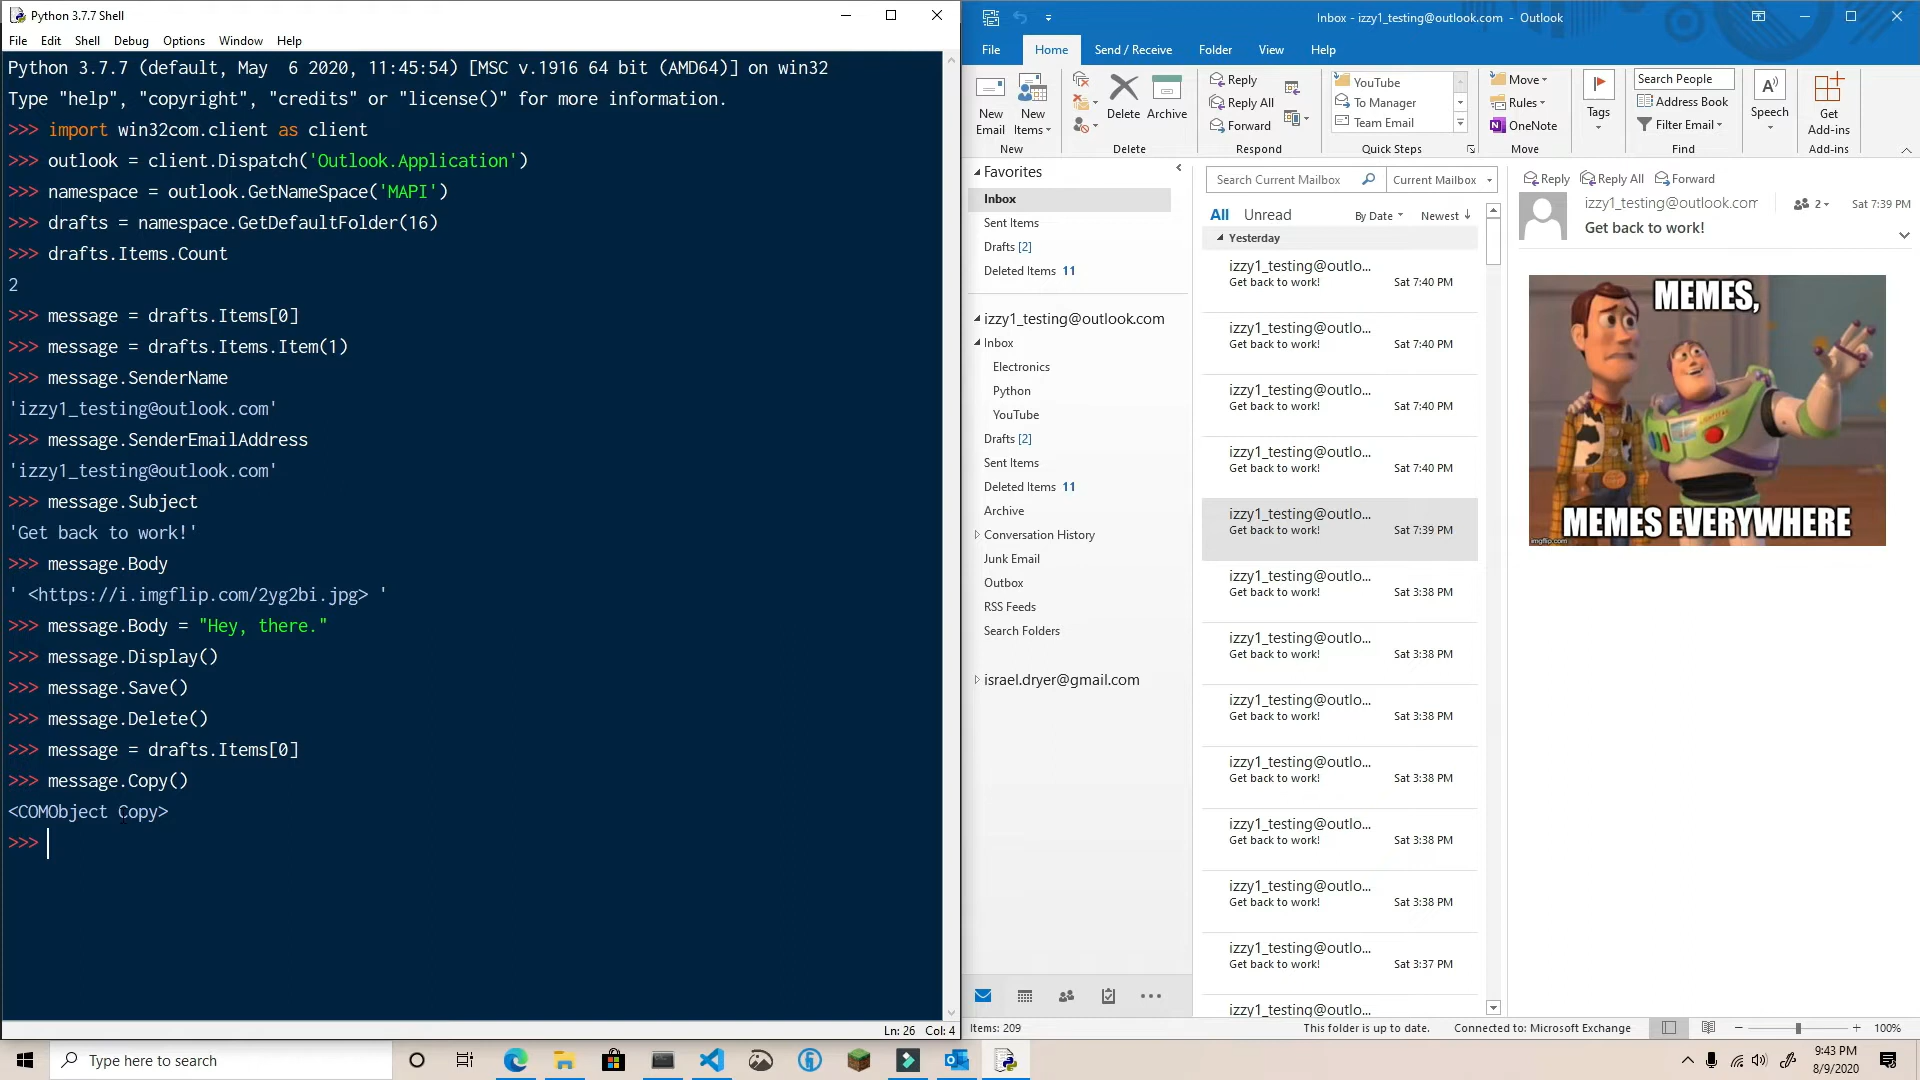 Python 3.7.7 Shell
File Edit Shell Debug Options Window Help
Python 3.7.7 (default, May  6 2020, 11:45:54) [MSC v.1916 64 bit (AMD64)] on win32
Type "help", "copyright", "credits" or "license()" for more information.
>>> import win32com.client as client
>>> outlook = client.Dispatch('Outlook.Application')
>>> namespace = outlook.GetNameSpace('MAPI')
>>> drafts = namespace.GetDefaultFolder(16)
>>> drafts.Items.Count
2
>>> message = drafts.Items[0]
>>> message = drafts.Items.Item(1)
>>> message.SenderName
'izzy1_testing@outlook.com'
>>> message.SenderEmailAddress
'izzy1_testing@outlook.com'
>>> message.Subject
'Get back to work!'
>>> message.Body
' <https://i.imgflip.com/2yg2bi.jpg> '
>>> message.Body = "Hey, there."
>>> message.Display()
>>> message.Save()
>>> message.Delete()
>>> message = drafts.Items[0]
>>> message.Copy()
<COMObject Copy>
>>>
Ln: 26 Col: 4
Inbox - izzy1_testing@outlook.com - Outlook
File Home Send / Receive Folder View Help
New Email
New Items
New
Delete Archive
Delete
Reply
Reply All
Forward
Respond
YouTube
To Manager
Team Email
Quick Steps
Move
Rules
OneNote
Move
Tags
Search People
Address Book
Filter Email
Find
Speech
Get Add-ins
Add-ins
Favorites
Inbox
Sent Items
Drafts [2]
Deleted Items 11
izzy1_testing@outlook.com
Inbox
Electronics
Python
YouTube
Drafts [2]
Sent Items
Deleted Items 11
Archive
Conversation History
Junk Email
Outbox
RSS Feeds
Search Folders
israel.dryer@gmail.com
Search Current Mailbox Current Mailbox
All Unread By Date Newest
Yesterday
izzy1_testing@outlo...
Get back to work! Sat 7:40 PM
izzy1_testing@outlo...
Get back to work! Sat 7:40 PM
izzy1_testing@outlo...
Get back to work! Sat 7:40 PM
izzy1_testing@outlo...
Get back to work! Sat 7:40 PM
izzy1_testing@outlo...
Get back to work! Sat 7:39 PM
izzy1_testing@outlo...
Get back to work! Sat 3:38 PM
izzy1_testing@outlo...
Get back to work! Sat 3:38 PM
izzy1_testing@outlo...
Get back to work! Sat 3:38 PM
izzy1_testing@outlo...
Get back to work! Sat 3:38 PM
izzy1_testing@outlo...
Get back to work! Sat 3:38 PM
izzy1_testing@outlo...
Get back to work! Sat 3:38 PM
izzy1_testing@outlo...
Get back to work! Sat 3:37 PM
izzy1_testing@outlo...
Reply Reply All Forward
izzy1_testing@outlook.com 2 Sat 7:39 PM
Get back to work!
MEMES,
MEMES EVERYWHERE
imgflip.com
Items: 209 This folder is up to date. Connected to: Microsoft Exchange 100%
Type here to search
9:43 PM
8/9/2020